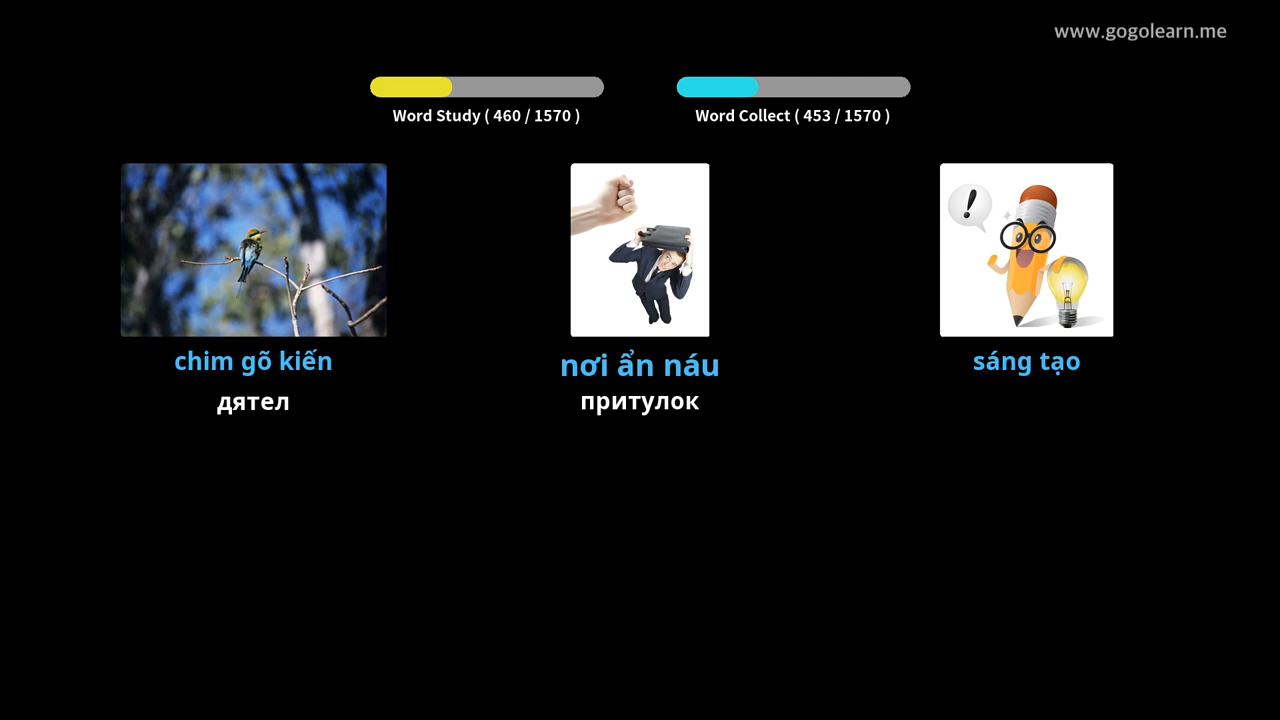 www.gogolearn.me
Word Study ( 460 / 1570 )
Word Collect ( 453 / 1570 )
chim gõ kiến
дятел
nơi ẩn náu
притулок
sáng tạo